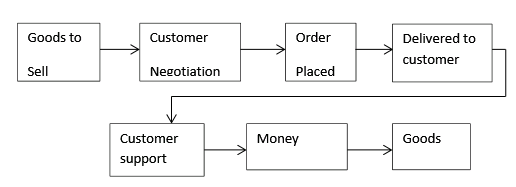 Goods to
Sell
Customer
Negotiation
Order
Placed
Delivered to
customer
Customer
support
Money
Goods